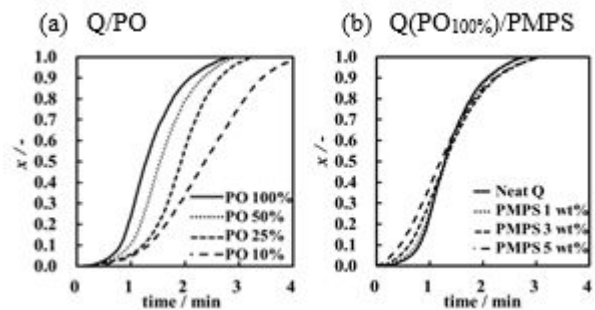 (a) Q/PO
1.0
0.9
0.8
0.7
0.6
0.5
0.4
0.3
0.2
0.1
0.0
x / -
PO 100%
PO 50%
PO 25%
PO 10%
0 1 2 3 4
time / min
(b) Q(PO100%)/PMPS
1.0
0.9
0.8
0.7
0.6
0.5
0.4
0.3
0.2
0.1
0.0
x / -
Neat Q
PMPS 1 wt%
PMPS 3 wt%
PMPS 5 wt%
0 1 2 3 4
time / min